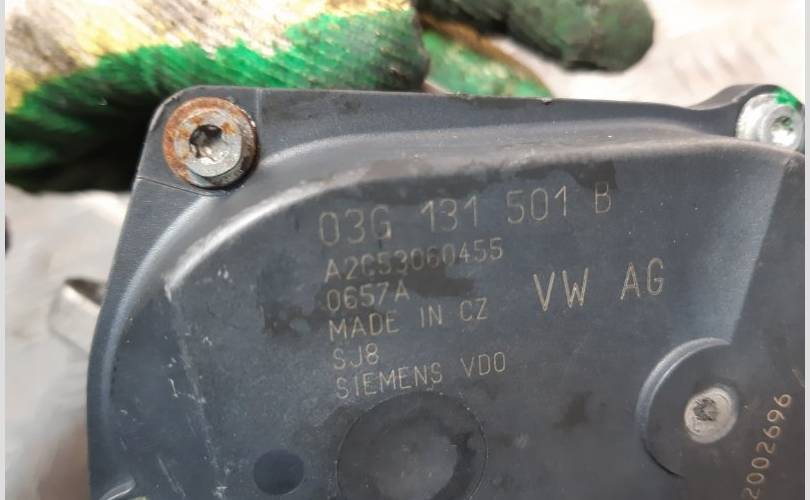 03G 131 501 B
A2C53060455
0657A
VW AG
MADE IN CZ
SJ8
SIEMENS VDO
2002696